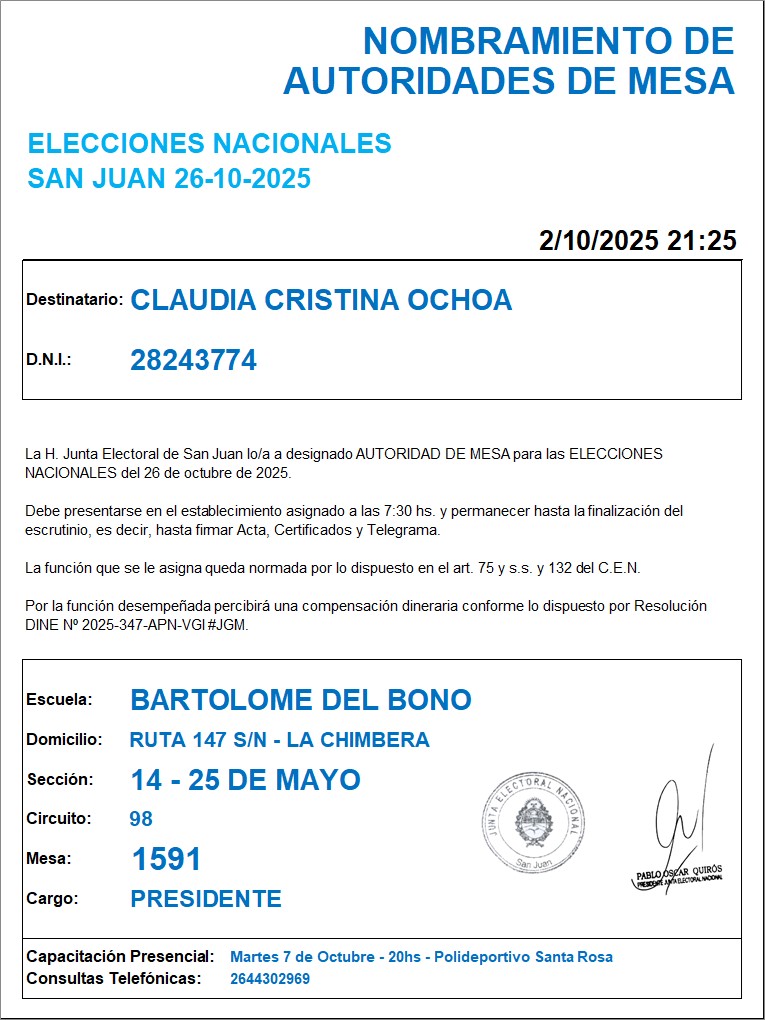 NOMBRAMIENTO DE
AUTORIDADES DE MESA
ELECCIONES NACIONALES
SAN JUAN 26-10-2025
2/10/2025 21:25
Destinatario: CLAUDIA CRISTINA OCHOA
D.N.I.: 28243774
La H. Junta Electoral de San Juan lo/a a designado AUTORIDAD DE MESA para las ELECCIONES
NACIONALES del 26 de octubre de 2025.
Debe presentarse en el establecimiento asignado a las 7:30 hs. y permanecer hasta la finalización del
escrutinio, es decir, hasta firmar Acta, Certificados y Telegrama.
La función que se le asigna queda normada por lo dispuesto en el art. 75 y s.s. y 132 del C.E.N.
Por la función desempeñada percibirá una compensación dineraria conforme lo dispuesto por Resolución
DINE Nº 2025-347-APN-VGI#JGM.
Escuela: BARTOLOME DEL BONO
Domicilio: RUTA 147 S/N - LA CHIMBERA
Sección: 14 - 25 DE MAYO
Circuito: 98
Mesa: 1591
Cargo: PRESIDENTE
JUNTA ELECTORAL NACIONAL
San Juan
PABLO OSCAR QUIRÓS
PRESIDENTE JUNTA ELECTORAL NACIONAL
Capacitación Presencial: Martes 7 de Octubre - 20hs - Polideportivo Santa Rosa
Consultas Telefónicas: 2644302969